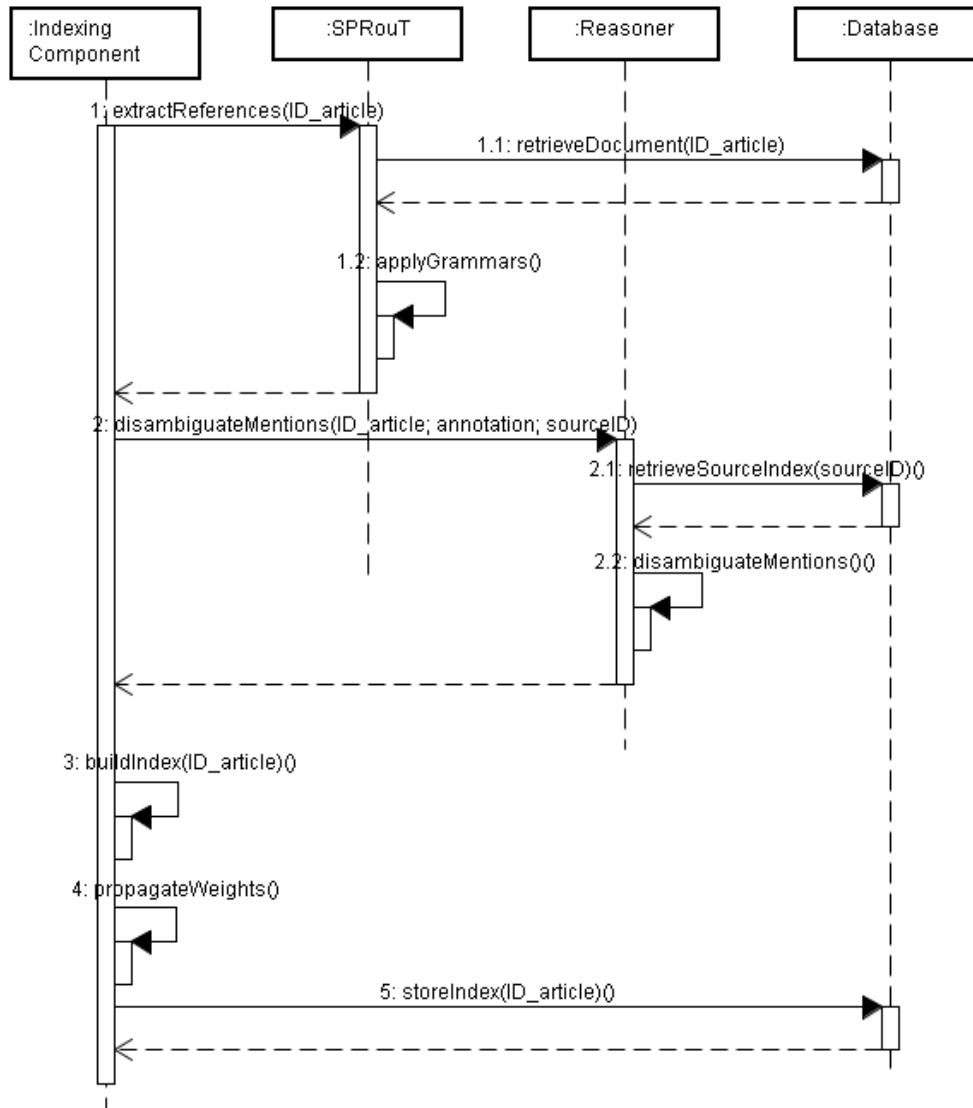 :Indexing
Component
:SPRouT
:Reasoner
:Database
1: extractReferences(ID_article)
1.1: retrieveDocument(ID_article)
1.2: applyGrammars()
2: disambiguateMentions(ID_article; annotation; sourceID)
2.1: retrieveSourceIndex(sourceID)()
2.2: disambiguateMentions()()
3: buildIndex(ID_article)()
4: propagateWeights()
5: storeIndex(ID_article)()